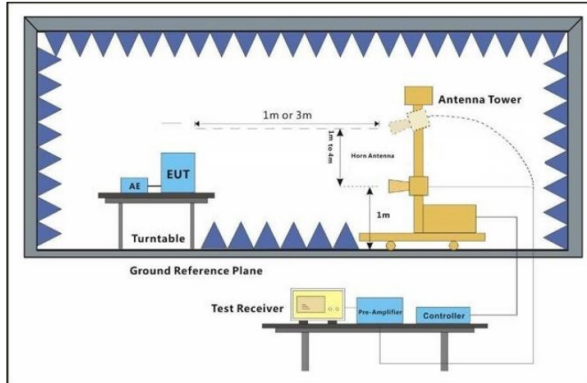 1m or 3m
Antenna Tower
1m to 4m
Horn Antenna
EUT
AE
1m
Turntable
Ground Reference Plane
Test Receiver
Pre-Amplifier
Controller